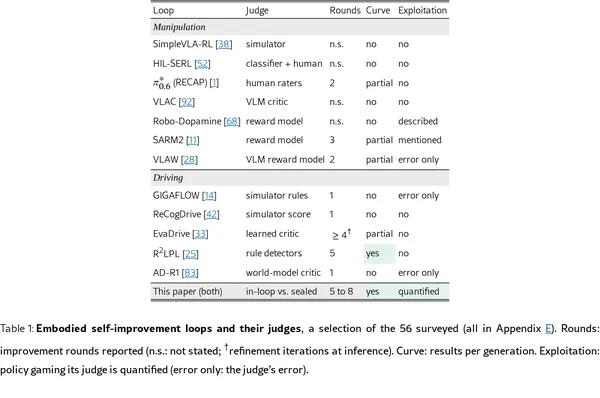 Loop Judge Rounds Curve Exploitation
Manipulation
SimpleVLA-RL [38] simulator n.s. no no
HIL-SERL [52] classifier + human n.s. no no
π*0.6 (RECAP) [1] human raters 2 partial no
VLAC [92] VLM critic n.s. no no
Robo-Dopamine [68] reward model n.s. no described
SARM2 [11] reward model 3 partial mentioned
VLAW [28] VLM reward model 2 partial error only
Driving
GIGAFLOW [14] simulator rules 1 no error only
ReCogDrive [42] simulator score 1 no no
EvaDrive [33] learned critic ≥ 4† partial no
R²LPL [25] rule detectors 5 yes no
AD-R1 [83] world-model critic 1 no error only
This paper (both) in-loop vs. sealed 5 to 8 yes quantified
Table 1: Embodied self-improvement loops and their judges, a selection of the 56 surveyed (all in Appendix E). Rounds:
improvement rounds reported (n.s.: not stated; †refinement iterations at inference). Curve: results per generation. Exploitation:
policy gaming its judge is quantified (error only: the judge's error).